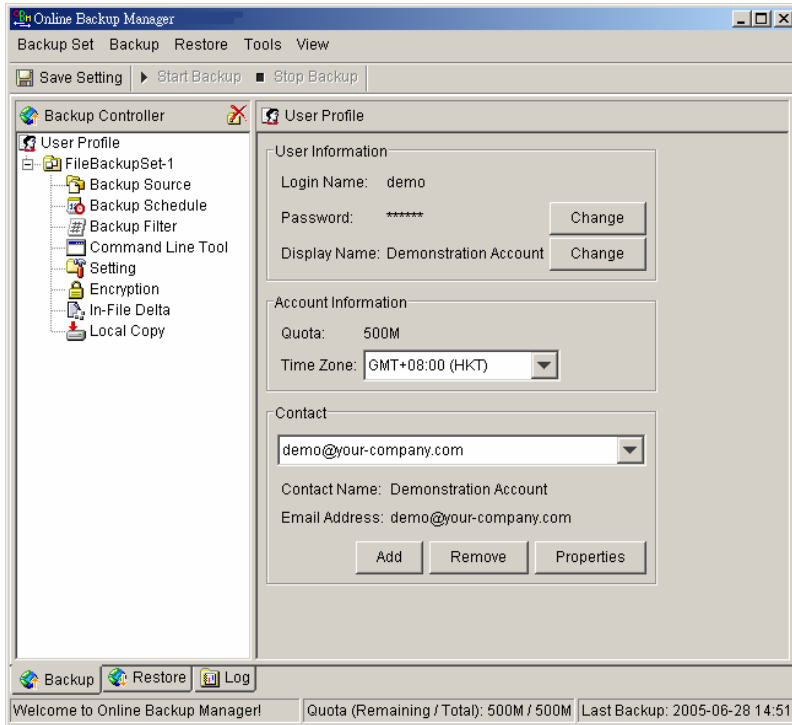 Online Backup Manager
Backup Set Backup Restore Tools View
Save Setting Start Backup Stop Backup
Backup Controller
User Profile
FileBackupSet-1
Backup Source
Backup Schedule
Backup Filter
Command Line Tool
Setting
Encryption
In-File Delta
Local Copy
User Profile
User Information
Login Name: demo
Password: ****** Change
Display Name: Demonstration Account Change
Account Information
Quota: 500M
Time Zone: GMT+08:00 (HKT)
Contact
demo@your-company.com
Contact Name: Demonstration Account
Email Address: demo@your-company.com
Add Remove Properties
Backup Restore Log
Welcome to Online Backup Manager! Quota (Remaining / Total): 500M / 500M Last Backup: 2005-06-28 14:51